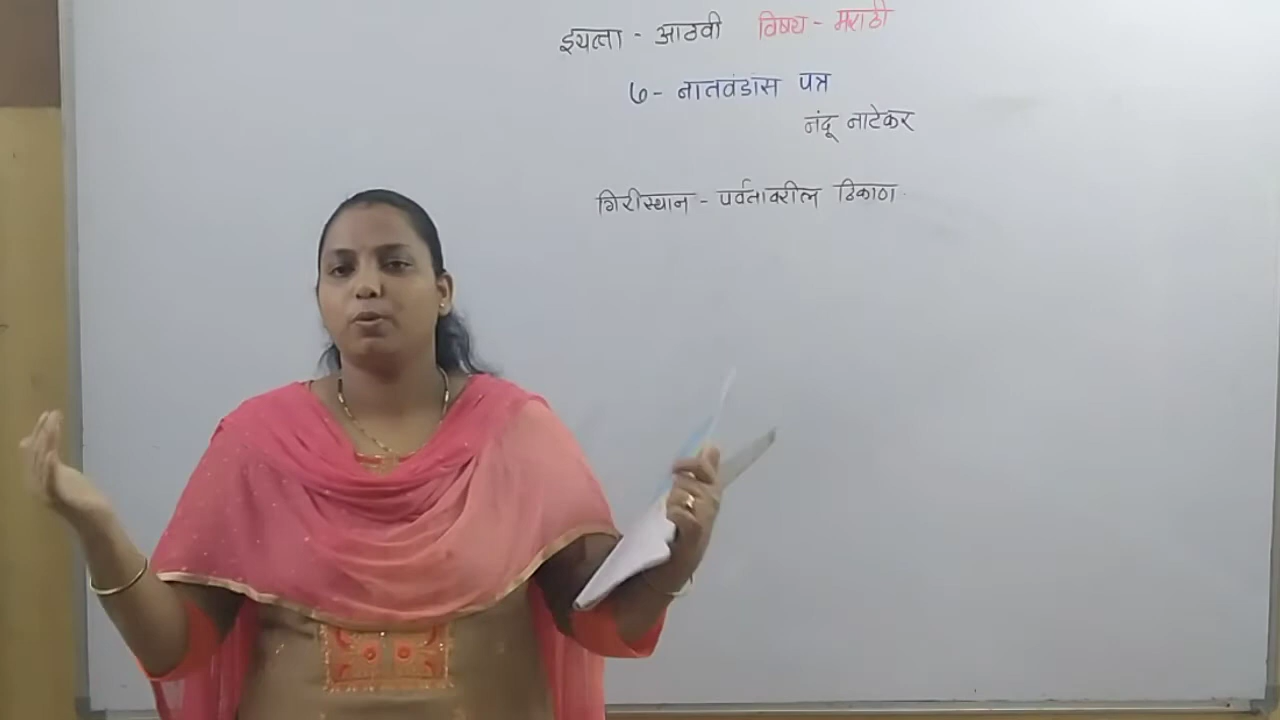 इयत्ता - आठवी विषय - मराठी
७ - नातवंडास पत्र
नंदू नाटेकर
गिरीस्थान - पर्वतावरील ठिकाण.